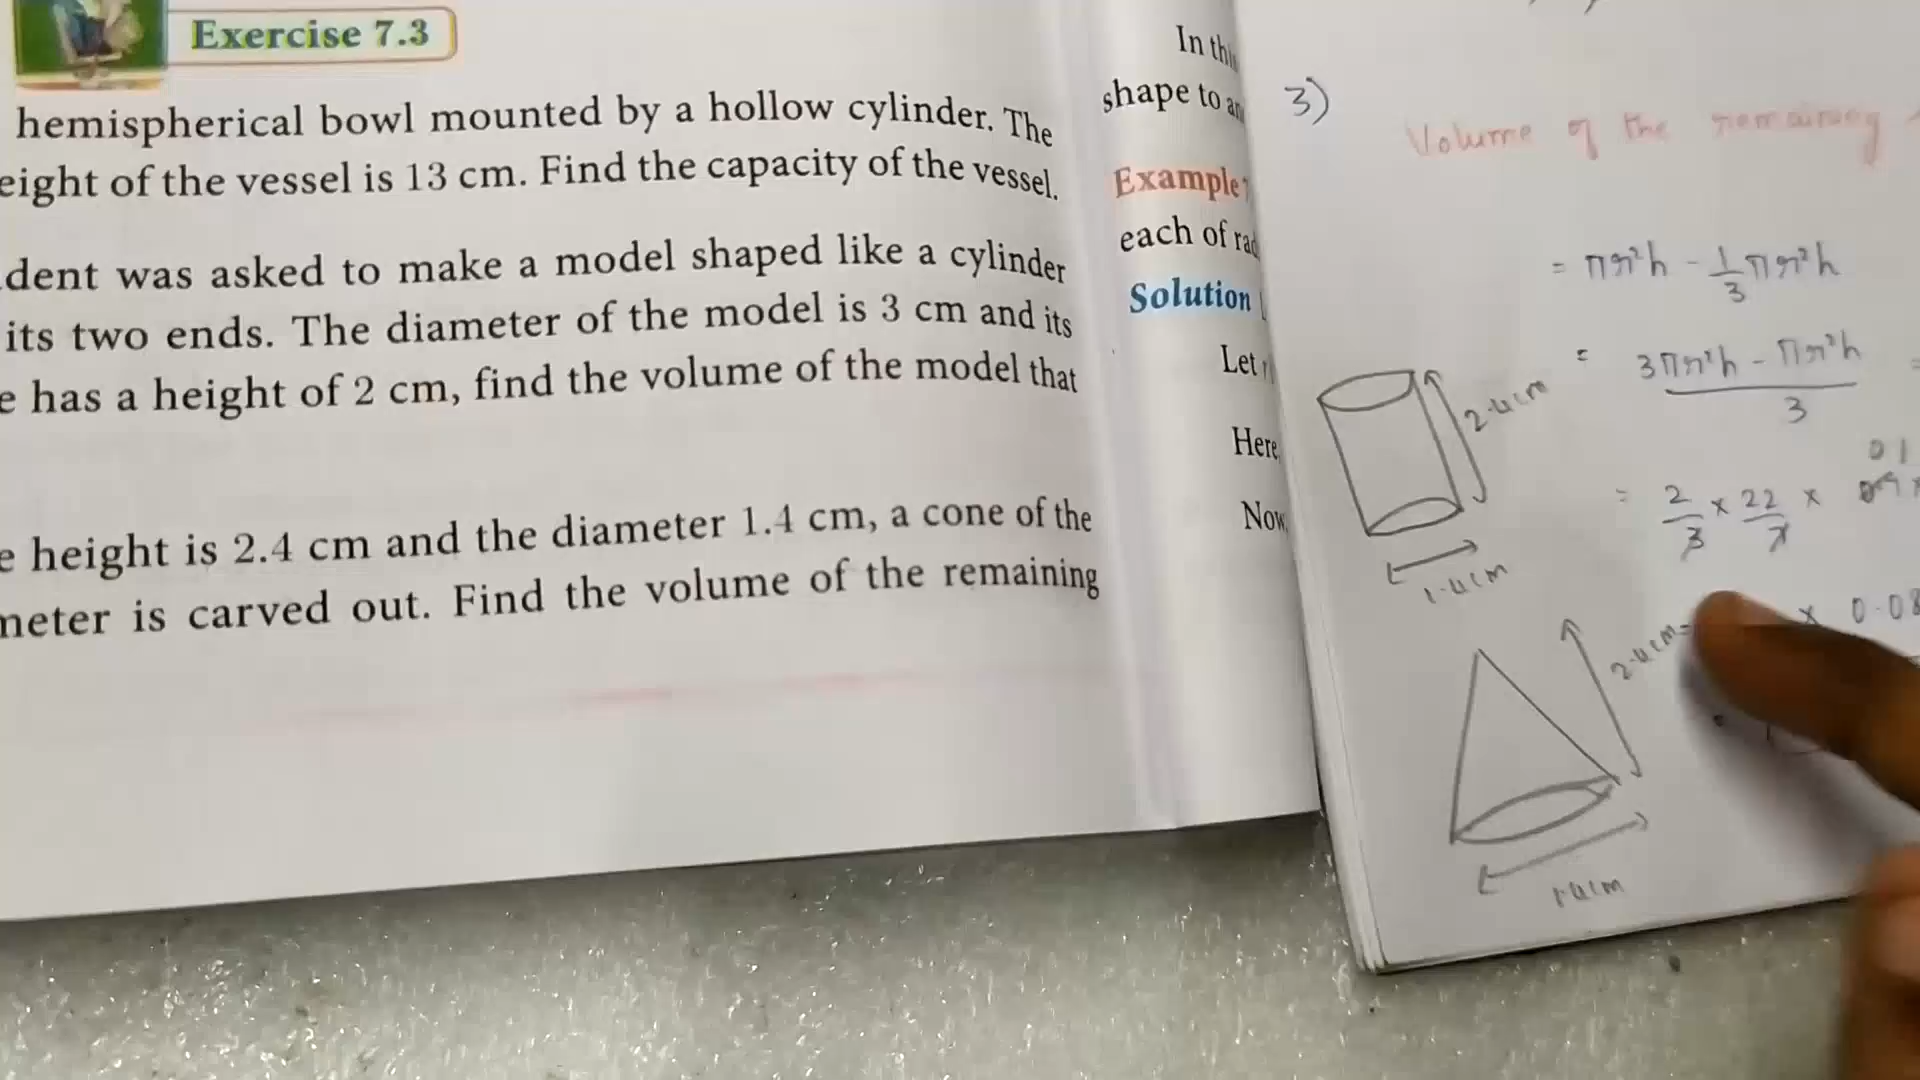 Exercise 7.3
hemispherical bowl mounted by a hollow cylinder. The
eight of the vessel is 13 cm. Find the capacity of the vessel.
dent was asked to make a model shaped like a cylinder
its two ends. The diameter of the model is 3 cm and its
e has a height of 2 cm, find the volume of the model that
e height is 2.4 cm and the diameter 1.4 cm, a cone of the
meter is carved out. Find the volume of the remaining
In this
shape to an
Example
each of rad
Solution
Let r
Here
Now
3)
Volume of the remaining
= πr²h - 1/3 πr²h
= 3πr²h - πr²h / 3
= 2/3 × 22/7 ×
× 0.08
2.4cm
1.4cm
2.4cm
1.4cm